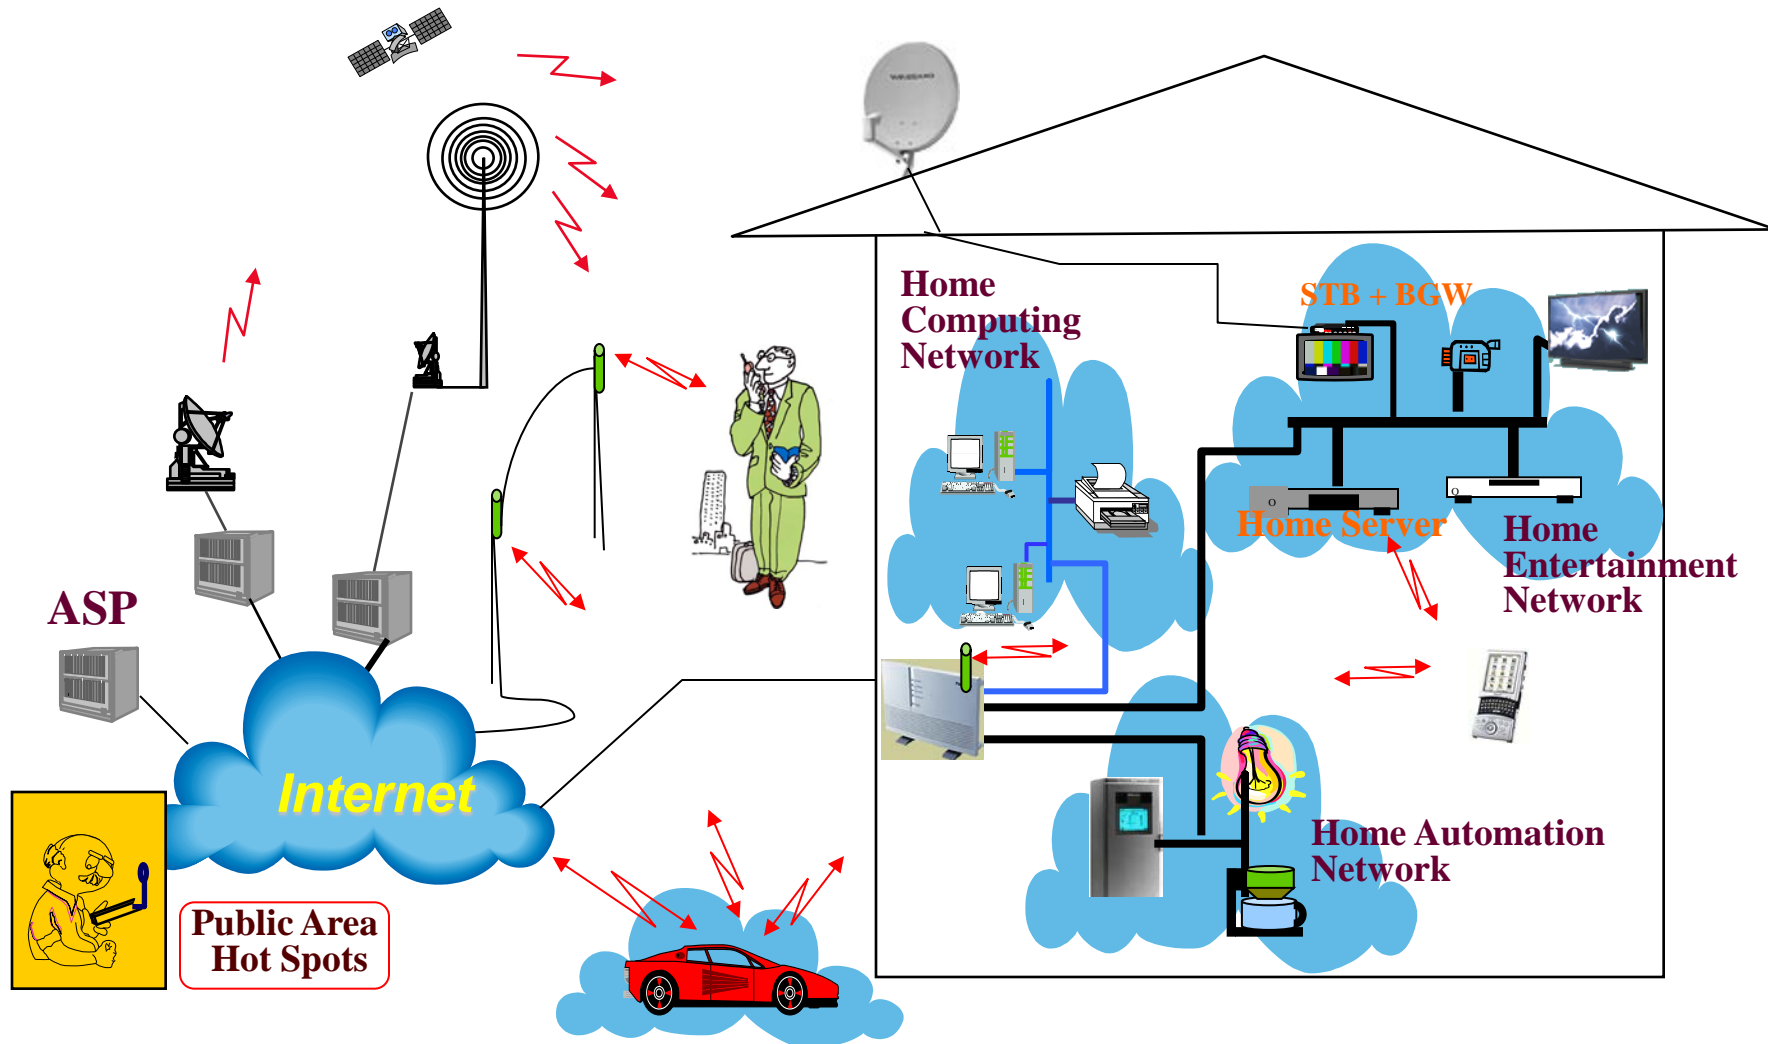 Home
Computing
Network
STB + BGW
Home Server
Home
Entertainment
Network
ASP
Internet
Public Area
Hot Spots
Home Automation
Network